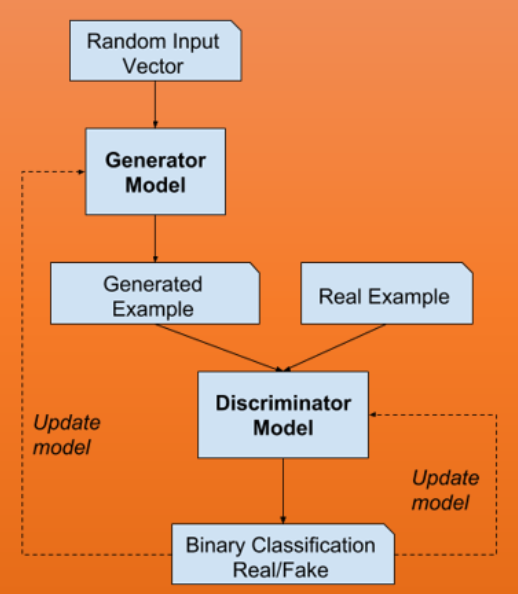 Random Input
Vector
Generator
Model
Generated
Example
Real Example
Discriminator
Model
Update
model
Update
model
Binary Classification
Real/Fake